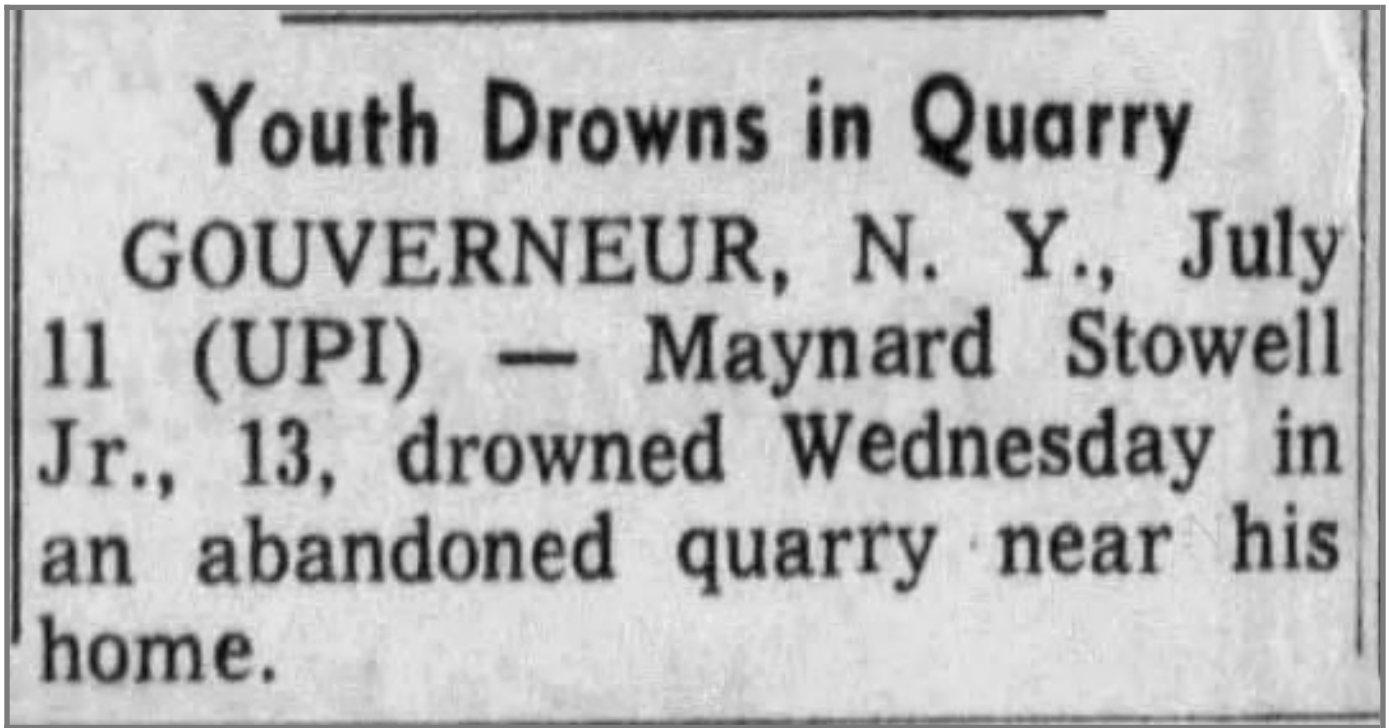 Youth Drowns in Quarry
GOUVERNEUR, N. Y., July
11 (UPI) — Maynard Stowell
Jr., 13, drowned Wednesday in
an abandoned quarry near his
home.